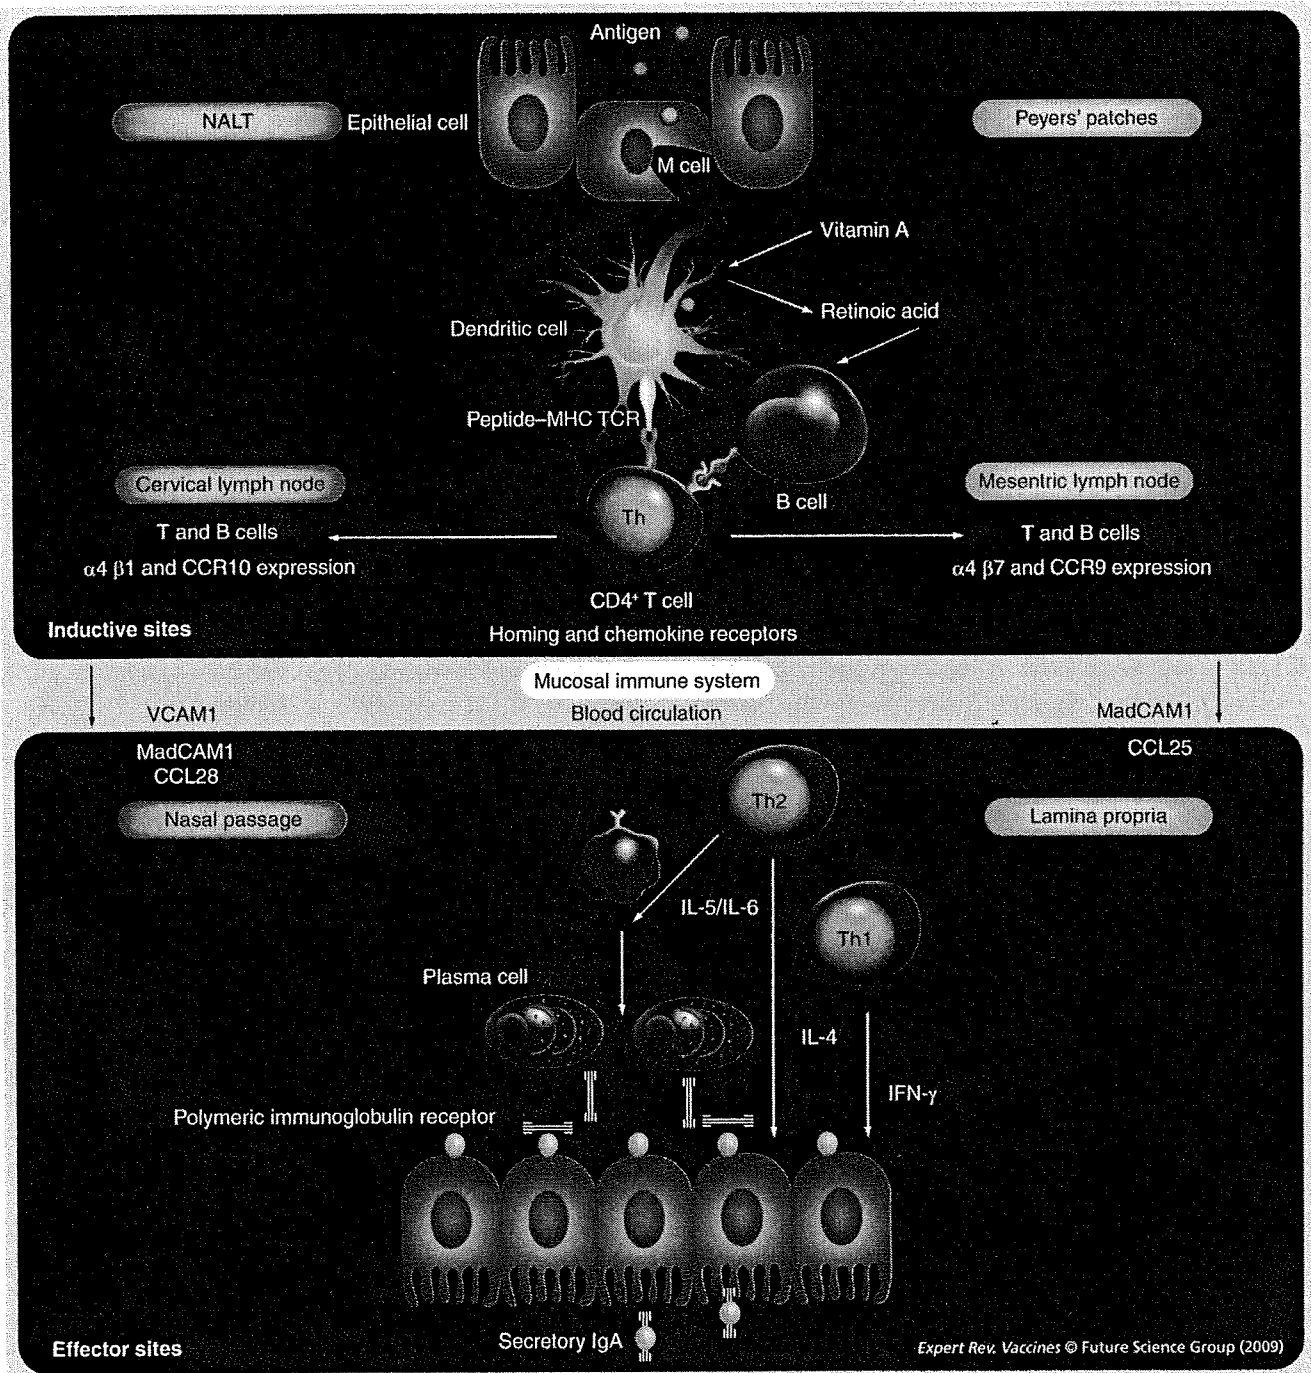 Antigen
NALT
Epithelial cell
Peyers' patches
M cell
Vitamin A
Retinoic acid
Dendritic cell
Peptide–MHC TCR
Cervical lymph node
Mesentric lymph node
B cell
Th
T and B cells
T and B cells
α4 β1 and CCR10 expression
α4 β7 and CCR9 expression
CD4+ T cell
Inductive sites
Homing and chemokine receptors
Mucosal immune system
VCAM1
Blood circulation
MadCAM1
MadCAM1
CCL28
CCL25
Th2
Nasal passage
Lamina propria
IL-5/IL-6
Th1
Plasma cell
IL-4
IFN-γ
Polymeric immunoglobulin receptor
Secretory IgA
Effector sites
Expert Rev. Vaccines © Future Science Group (2009)